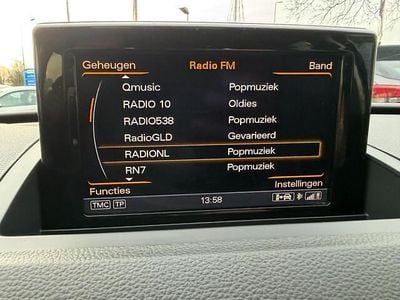 Geheugen Radio FM Band
Qmusic Popmuziek
RADIO 10 Oldies
RADIO538 Popmuziek
RadioGLD Gevarieerd
RADIONL Popmuziek
RN7 Popmuziek
Functies Instellingen
TMC TP 13:58